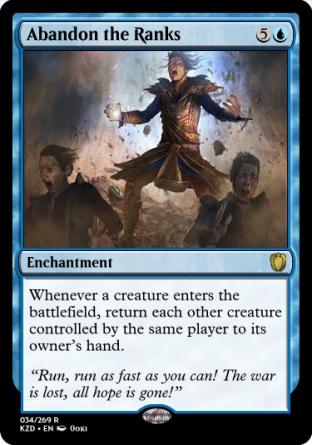 Abandon the Ranks 5
Enchantment
Whenever a creature enters the
battlefield, return each other creature
controlled by the same player to its
owner's hand.
“Run, run as fast as you can! The war
is lost, all hope is gone!”
034/269 R
KZD • EN OOKI